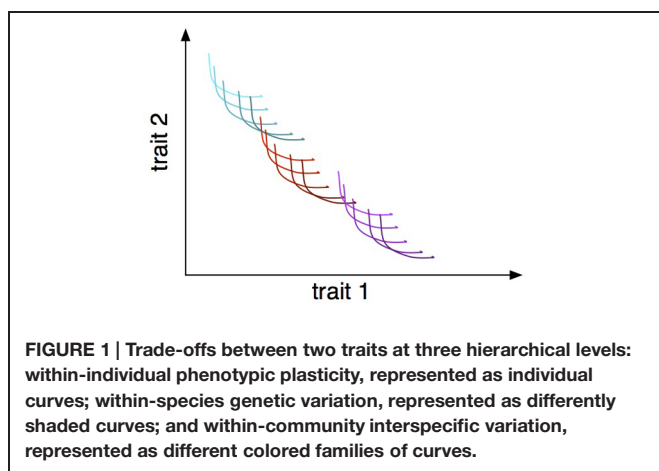 trait 2
trait 1
FIGURE 1 | Trade-offs between two traits at three hierarchical levels:
within-individual phenotypic plasticity, represented as individual
curves; within-species genetic variation, represented as differently
shaded curves; and within-community interspecific variation,
represented as different colored families of curves.